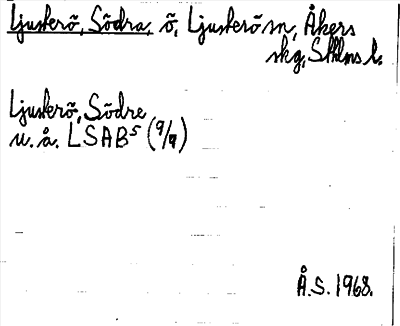 Ljusterö, Södra, ö, Ljusterö sn, Åkers
skg, Sthlms l.
Ljusterö, Södre
u. å. LSAB5 (9/9)
Å.S. 1968.